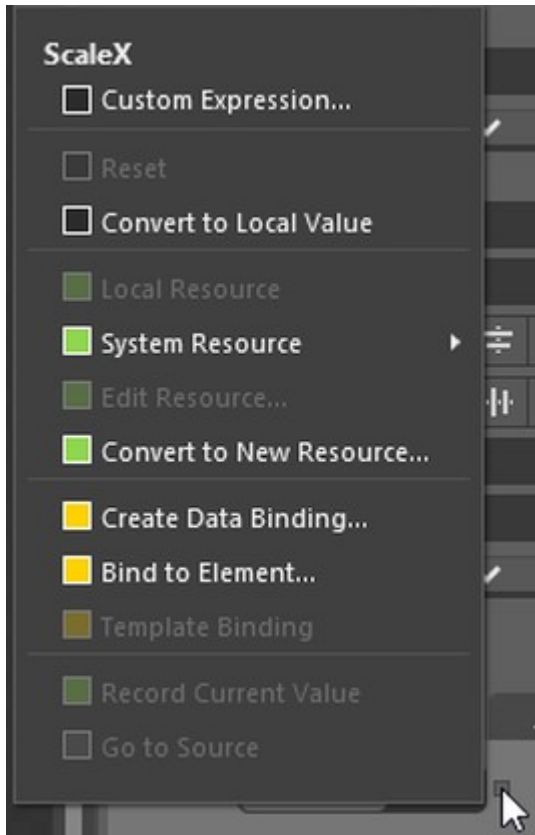 ScaleX
Custom Expression...
Reset
Convert to Local Value
Local Resource
System Resource
Edit Resource...
Convert to New Resource...
Create Data Binding...
Bind to Element...
Template Binding
Record Current Value
Go to Source